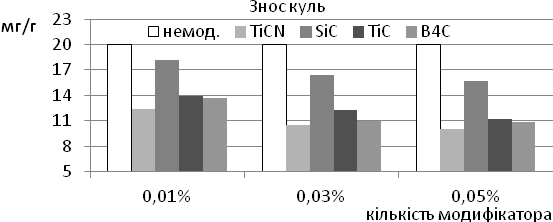 Знос куль
мг/г
23
20
17
14
11
8
5
немод. TiCN SiC TiC B4C
0,01% 0,03% 0,05%
кількість модифікатора